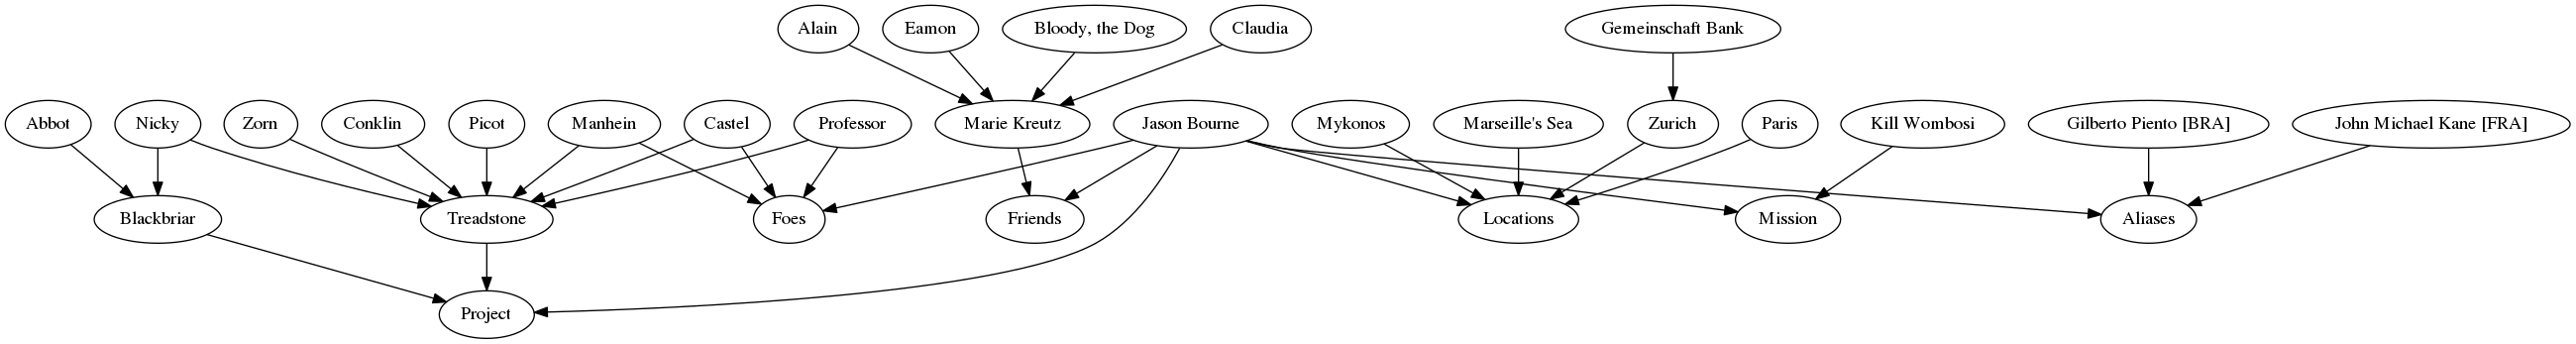 Alain
Eamon
Bloody, the Dog
Claudia
Gemeinschaft Bank
Abbot
Nicky
Zorn
Conklin
Picot
Manhein
Castel
Professor
Marie Kreutz
Jason Bourne
Mykonos
Marseille's Sea
Zurich
Paris
Kill Wombosi
Gilberto Piento [BRA]
John Michael Kane [FRA]
Blackbriar
Treadstone
Foes
Friends
Locations
Mission
Aliases
Project